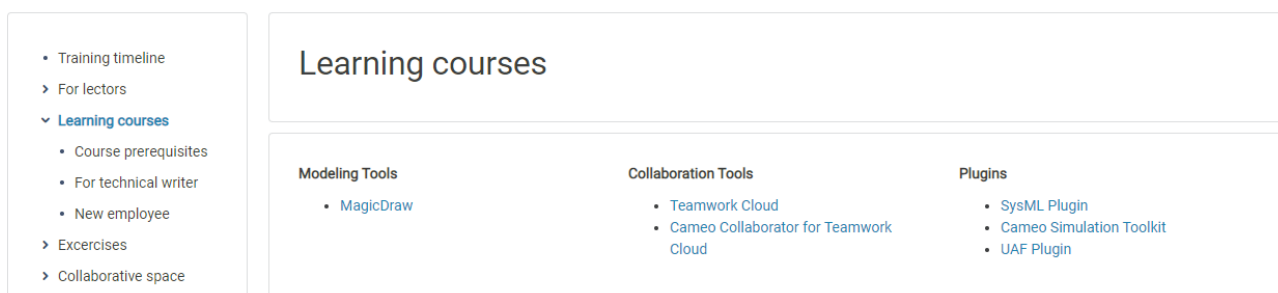 Training timeline
For lectors
Learning courses
Course prerequisites
For technical writer
New employee
Excercises
Collaborative space
Learning courses
Modeling Tools
MagicDraw
Collaboration Tools
Teamwork Cloud
Cameo Collaborator for Teamwork
Cloud
Plugins
SysML Plugin
Cameo Simulation Toolkit
UAF Plugin